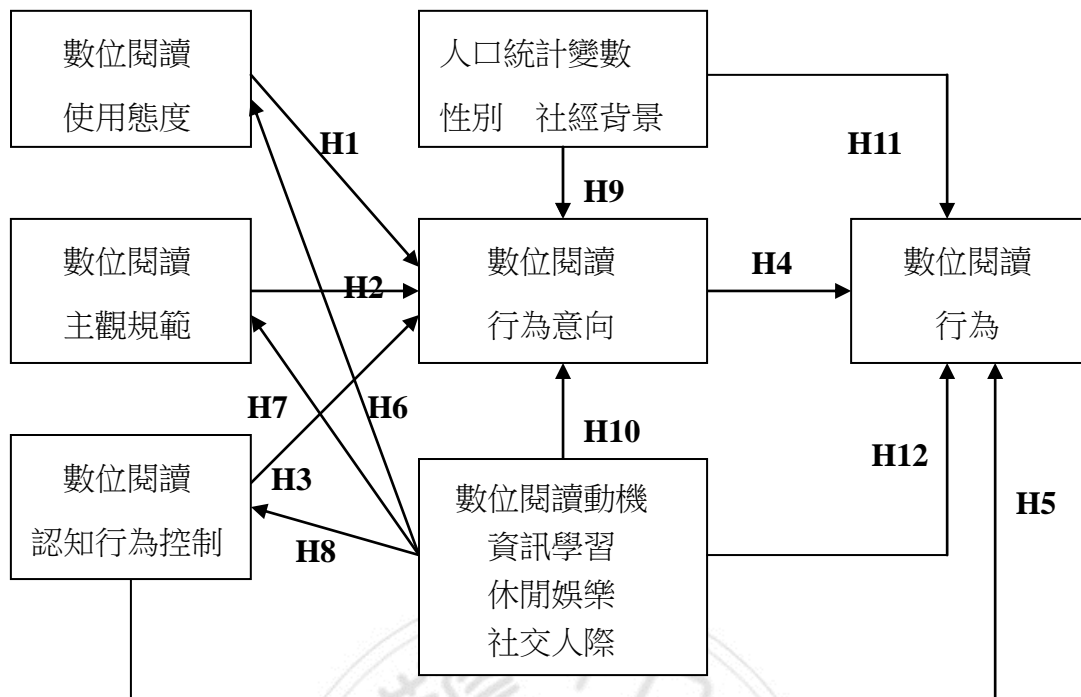 數位閱讀
使用態度
人口統計變數
性別　社經背景
H1
H11
H9
數位閱讀
主觀規範
H2
數位閱讀
行為意向
H4
數位閱讀
行為
H7
H6
H10
H12
數位閱讀
認知行為控制
H3
H8
數位閱讀動機
資訊學習
休閒娛樂
社交人際
H5